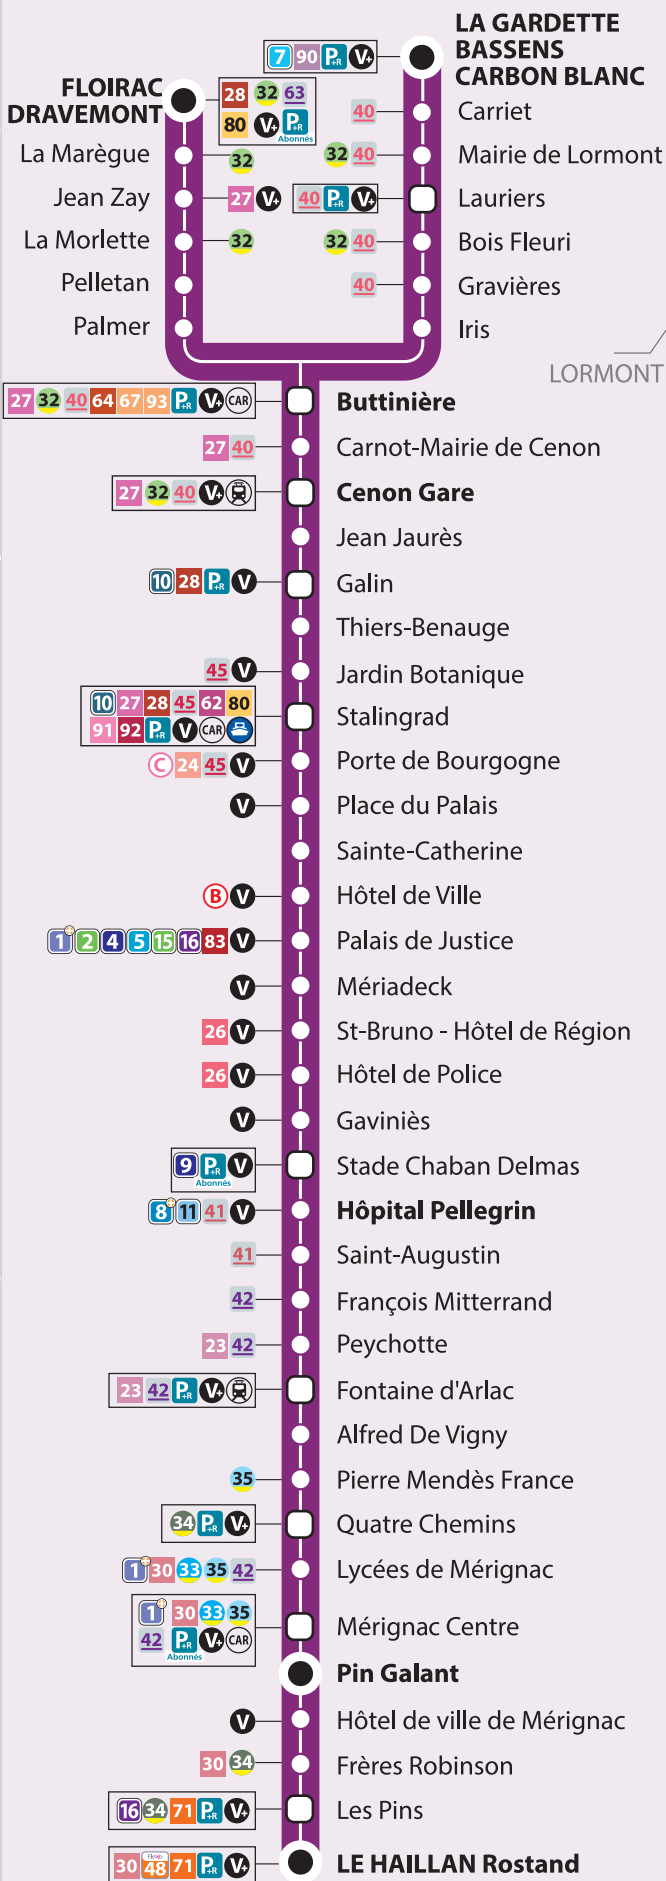 LA GARDETTE
BASSENS
CARBON BLANC
7 90 P+R V+
FLOIRAC
DRAVEMONT
28 32 63
80 V+ P+R
Abonnés
40 Carriet
La Marègue 32
32 40 Mairie de Lormont
Jean Zay 27 V+
40 P+R V+ Lauriers
La Morlette 32
32 40 Bois Fleuri
Pelletan
40 Gravières
Palmer
Iris
LORMONT
27 32 40 64 67 93 P+R V+ CAR Buttinière
27 40 Carnot-Mairie de Cenon
27 32 40 V+ Cenon Gare
Jean Jaurès
10 28 P+R V Galin
Thiers-Benauge
45 V Jardin Botanique
10 27 28 45 62 80
91 92 P+R V CAR Stalingrad
C 24 45 V Porte de Bourgogne
V Place du Palais
Sainte-Catherine
B V Hôtel de Ville
1+ 2 4 5 15 16 83 V Palais de Justice
V Mériadeck
26 V St-Bruno - Hôtel de Région
26 V Hôtel de Police
V Gaviniès
9 P+R V Stade Chaban Delmas
Abonnés
8+ 11 41 V Hôpital Pellegrin
41 Saint-Augustin
42 François Mitterrand
23 42 Peychotte
23 42 P+R V+ Fontaine d'Arlac
Alfred De Vigny
35 Pierre Mendès France
34 P+R V+ Quatre Chemins
1+ 30 33 35 42 Lycées de Mérignac
1+ 30 33 35
42 P+R V+ CAR Mérignac Centre
Abonnés
Pin Galant
V Hôtel de ville de Mérignac
30 34 Frères Robinson
16 34 71 P+R V+ Les Pins
30 Flexo 48 71 P+R V+ LE HAILLAN Rostand